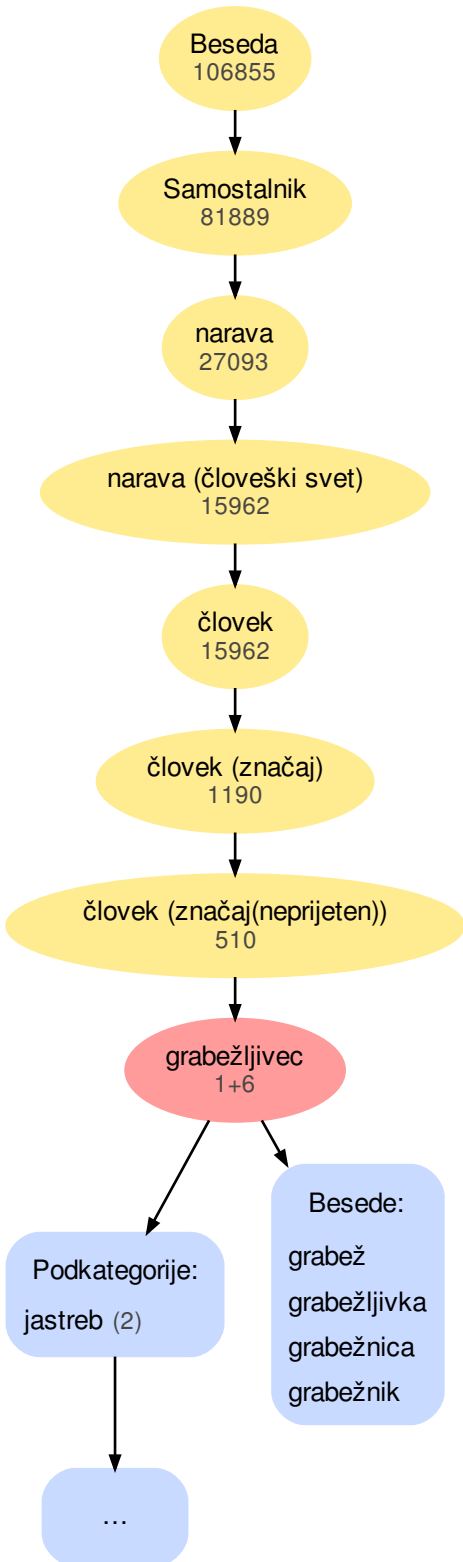 Beseda
106855
Samostalnik
81889
narava
27093
narava (človeški svet)
15962
človek
15962
človek (značaj)
1190
človek (značaj(neprijeten))
510
grabežljivec
1+6
Besede:
grabež
grabežljivka
grabežnica
grabežnik
Podkategorije:
jastreb (2)
...